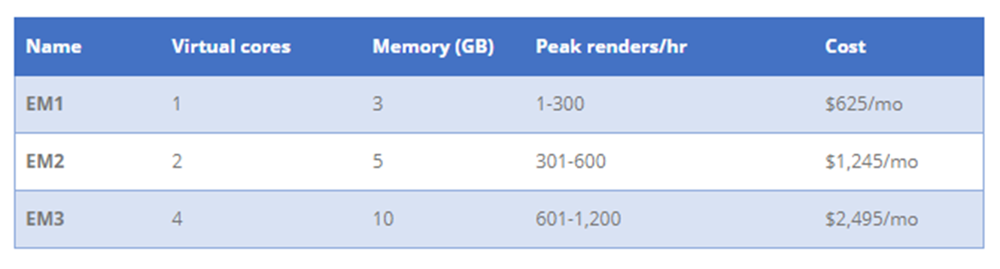 Name Virtual cores Memory (GB) Peak renders/hr Cost
EM1 1 3 1-300 $625/mo
EM2 2 5 301-600 $1,245/mo
EM3 4 10 601-1,200 $2,495/mo